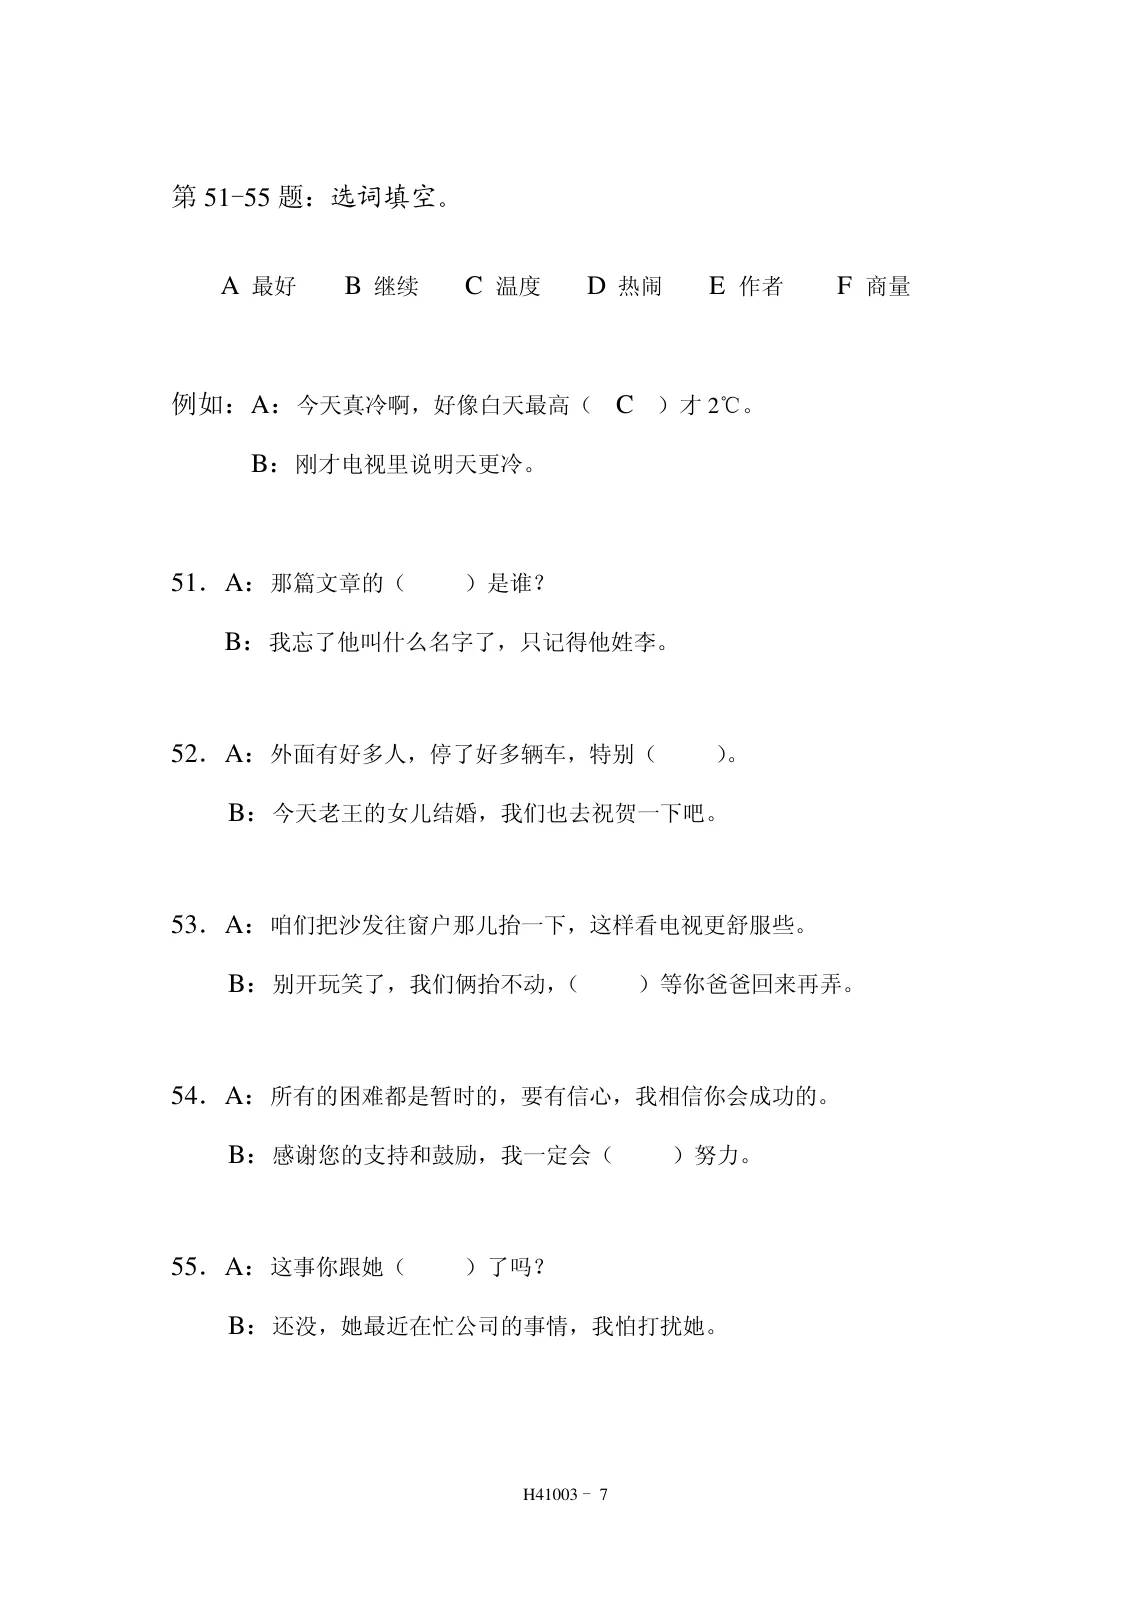 第 51-55 题：选词填空。
A 最好 B 继续 C 温度 D 热闹 E 作者 F 商量
例如：A：今天真冷啊，好像白天最高（ C ）才 2℃。
B：刚才电视里说明天更冷。
51．A：那篇文章的（ ）是谁？
B：我忘了他叫什么名字了，只记得他姓李。
52．A：外面有好多人，停了好多辆车，特别（ ）。
B：今天老王的女儿结婚，我们也去祝贺一下吧。
53．A：咱们把沙发往窗户那儿抬一下，这样看电视更舒服些。
B：别开玩笑了，我们俩抬不动，（ ）等你爸爸回来再弄。
54．A：所有的困难都是暂时的，要有信心，我相信你会成功的。
B：感谢您的支持和鼓励，我一定会（ ）努力。
55．A：这事你跟她（ ）了吗？
B：还没，她最近在忙公司的事情，我怕打扰她。
H41003 - 7